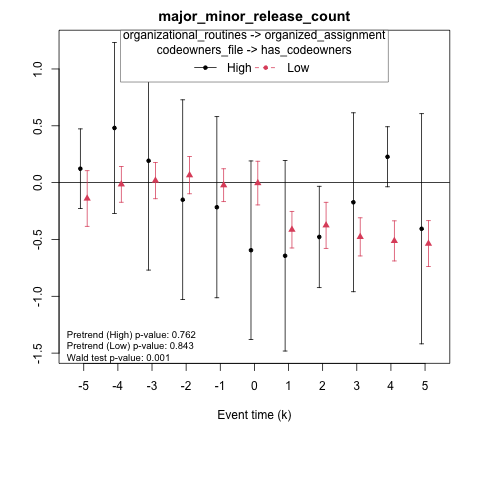 major_minor_release_count
organizational_routines -> organized_assignment
codeowners_file -> has_codeowners
High Low
1.0
0.5
0.0
-0.5
-1.0
-1.5
Pretrend (High) p-value: 0.762
Pretrend (Low) p-value: 0.843
Wald test p-value: 0.001
-5 -4 -3 -2 -1 0 1 2 3 4 5
Event time (k)